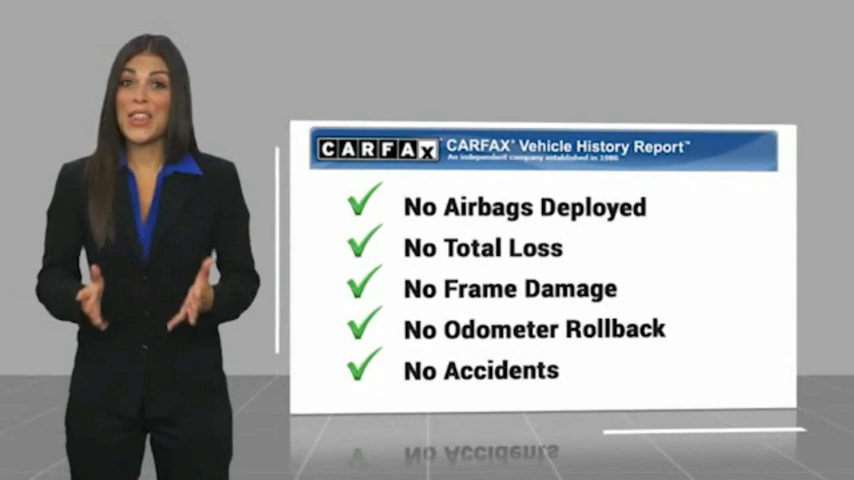 CARFAX
CARFAX® Vehicle History Report™
An independent company established in 1986
No Airbags Deployed
No Total Loss
No Frame Damage
No Odometer Rollback
No Accidents
No Accidents